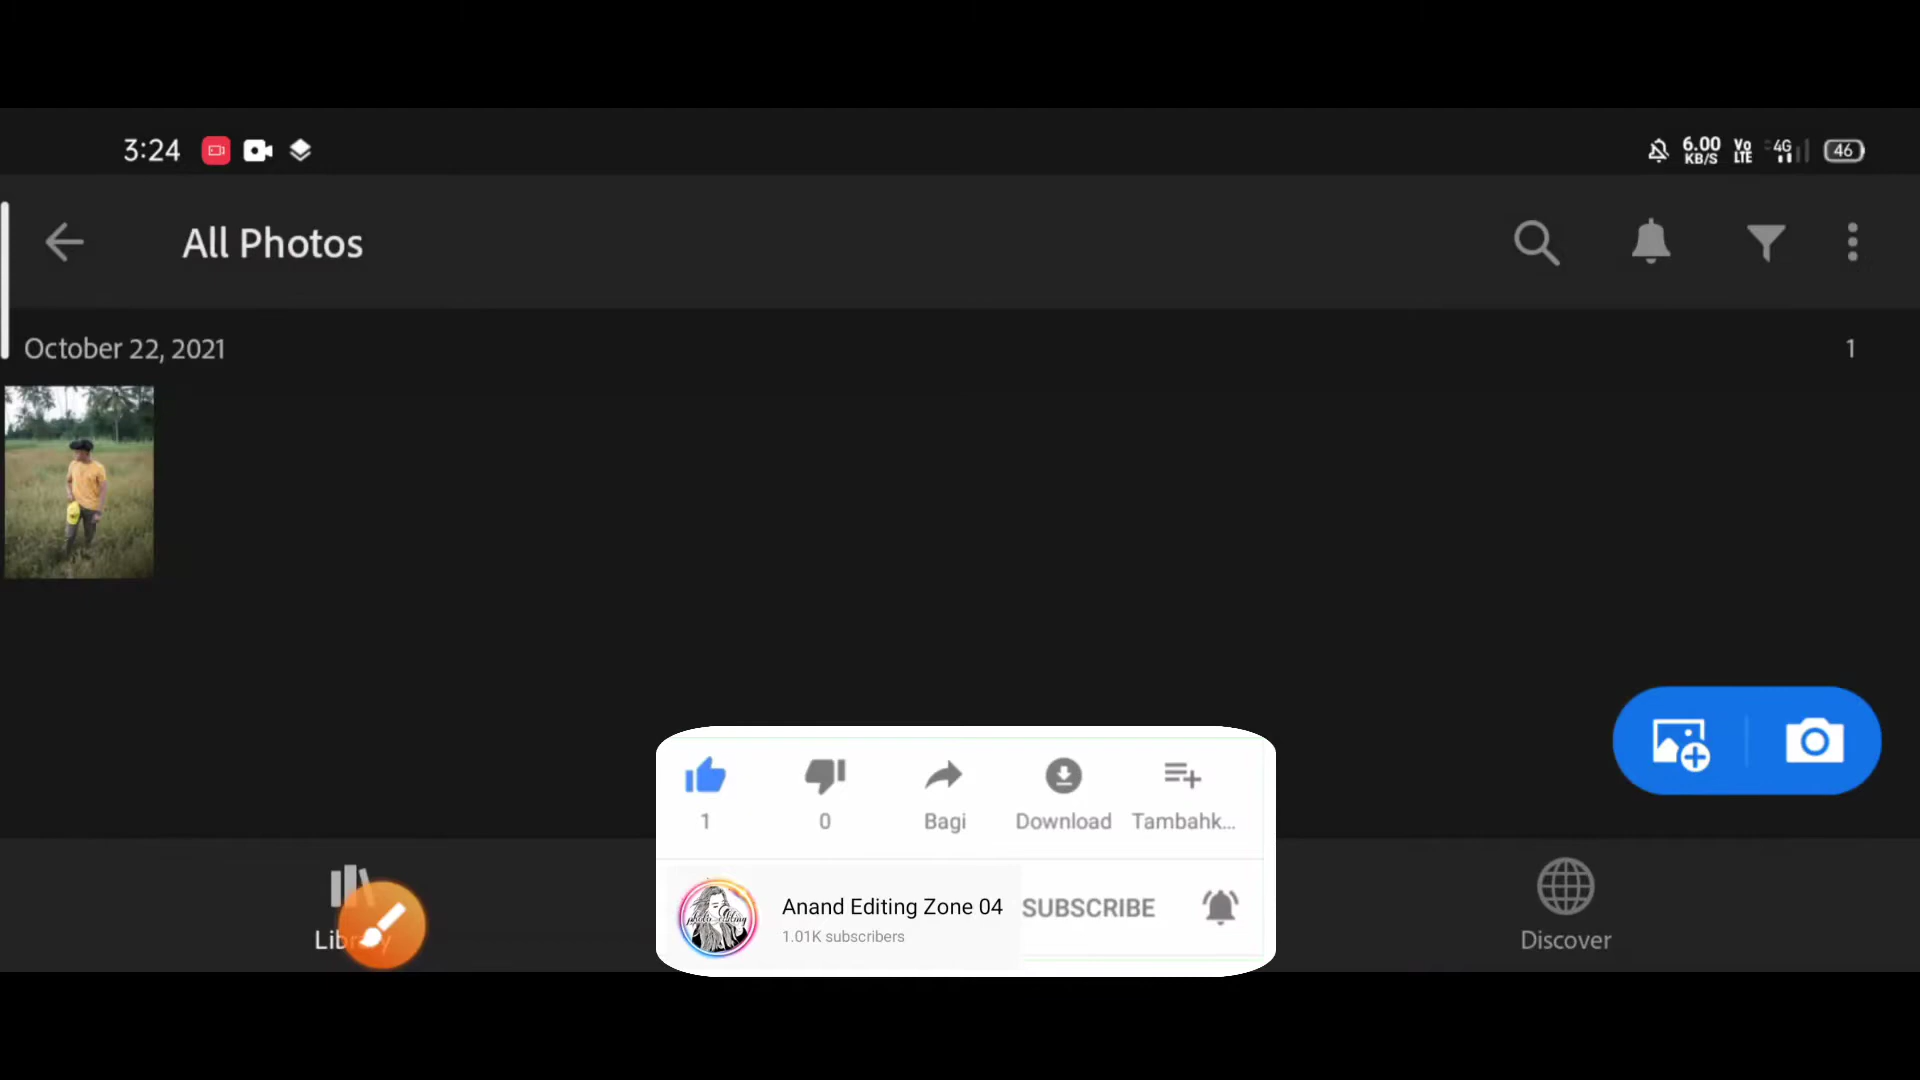 3:24
6.00 KB/S Vo LTE 4G 46
All Photos
October 22, 2021 1
1 0 Bagi Download Tambahk...
Anand Editing Zone 04 SUBSCRIBE
1.01K subscribers
Library Discover